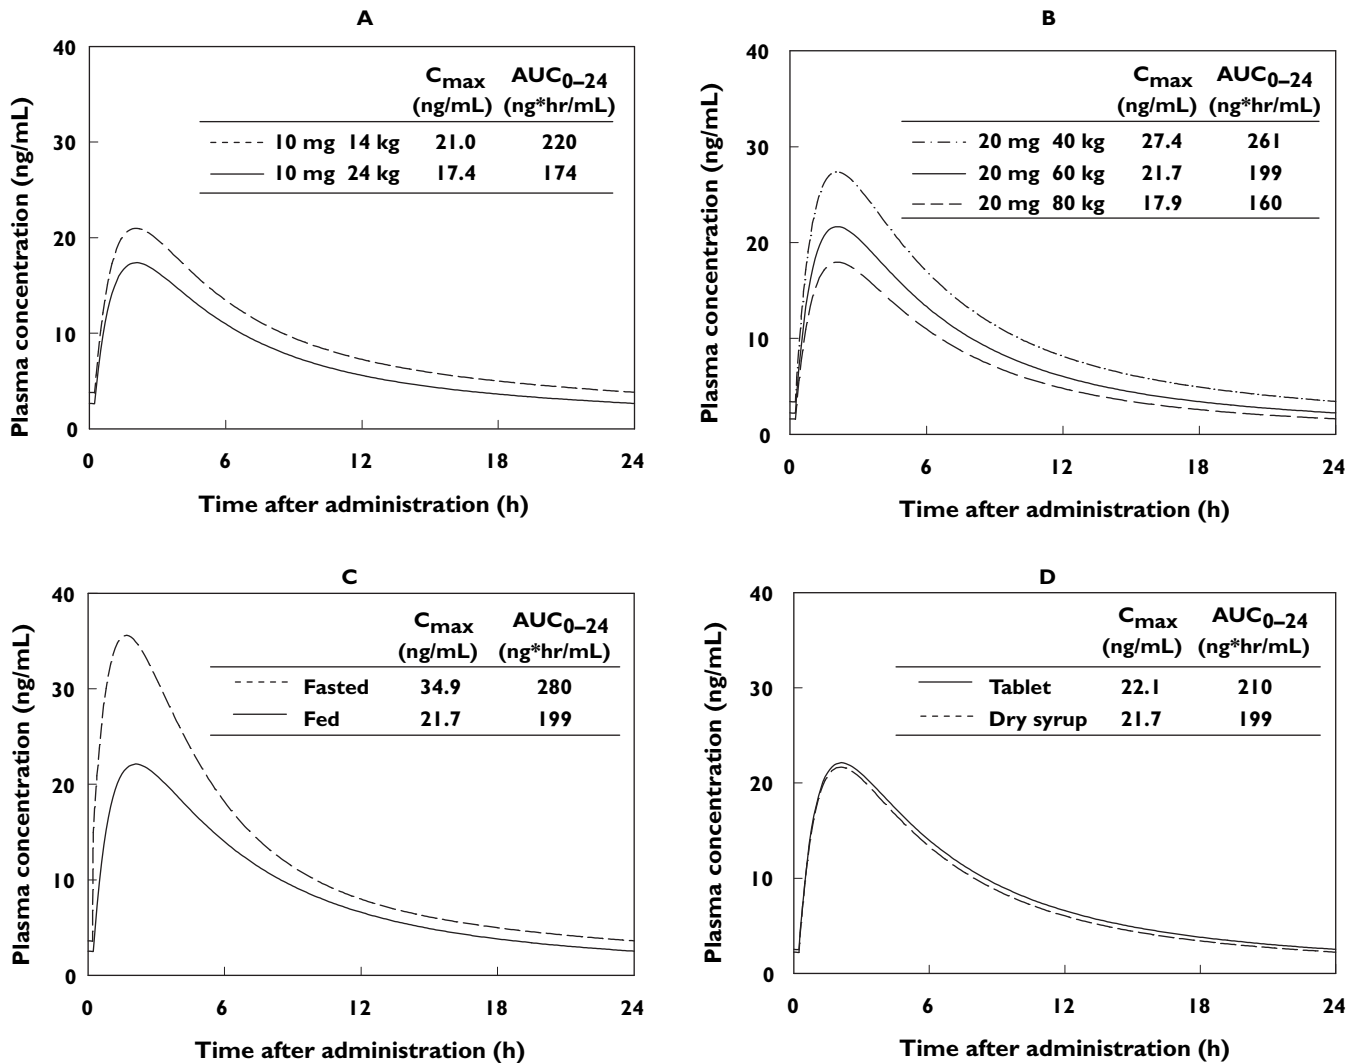 A
40
30
20
10
0
Plasma concentration (ng/mL)
Cmax AUC0–24
(ng/mL) (ng*hr/mL)
10 mg 14 kg 21.0 220
10 mg 24 kg 17.4 174
0 6 12 18 24
Time after administration (h)
B
40
30
20
10
0
Plasma concentration (ng/mL)
Cmax AUC0–24
(ng/mL) (ng*hr/mL)
20 mg 40 kg 27.4 261
20 mg 60 kg 21.7 199
20 mg 80 kg 17.9 160
0 6 12 18 24
Time after administration (h)
C
40
30
20
10
0
Plasma concentration (ng/mL)
Cmax AUC0–24
(ng/mL) (ng*hr/mL)
Fasted 34.9 280
Fed 21.7 199
0 6 12 18 24
Time after administration (h)
D
40
30
20
10
0
Plasma concentration (ng/mL)
Cmax AUC0–24
(ng/mL) (ng*hr/mL)
Tablet 22.1 210
Dry syrup 21.7 199
0 6 12 18 24
Time after administration (h)